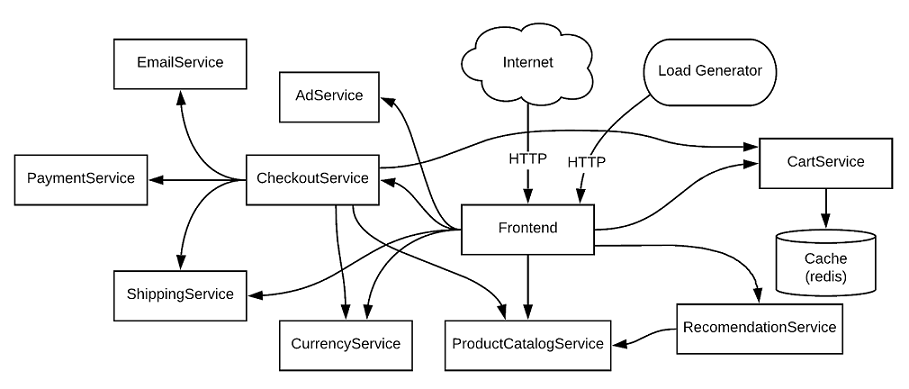 EmailService
Internet
Load Generator
AdService
HTTP
HTTP
CartService
PaymentService
CheckoutService
Frontend
Cache
(redis)
ShippingService
CurrencyService
ProductCatalogService
RecomendationService